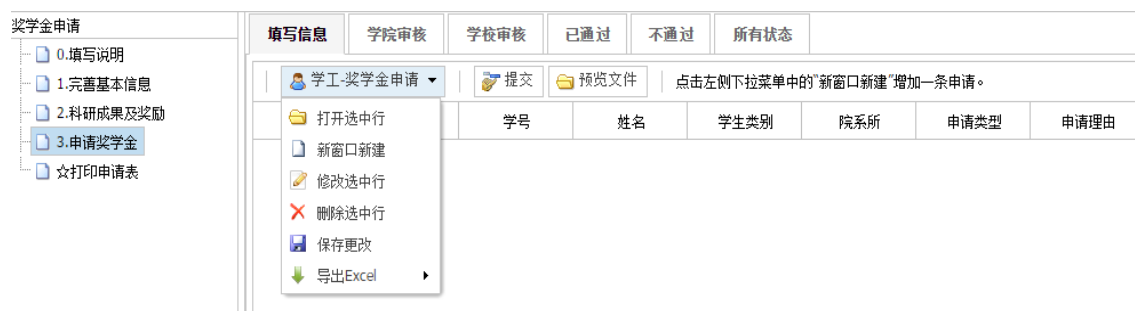 奖学金申请
0.填写说明
1.完善基本信息
2.科研成果及奖励
3.申请奖学金
☆打印申请表
填写信息 学院审核 学校审核 已通过 不通过 所有状态
学工-奖学金申请 提交 预览文件 点击左侧下拉菜单中的"新窗口新建"增加一条申请。
学号 姓名 学生类别 院系所 申请类型 申请理由
打开选中行
新窗口新建
修改选中行
删除选中行
保存更改
导出Excel